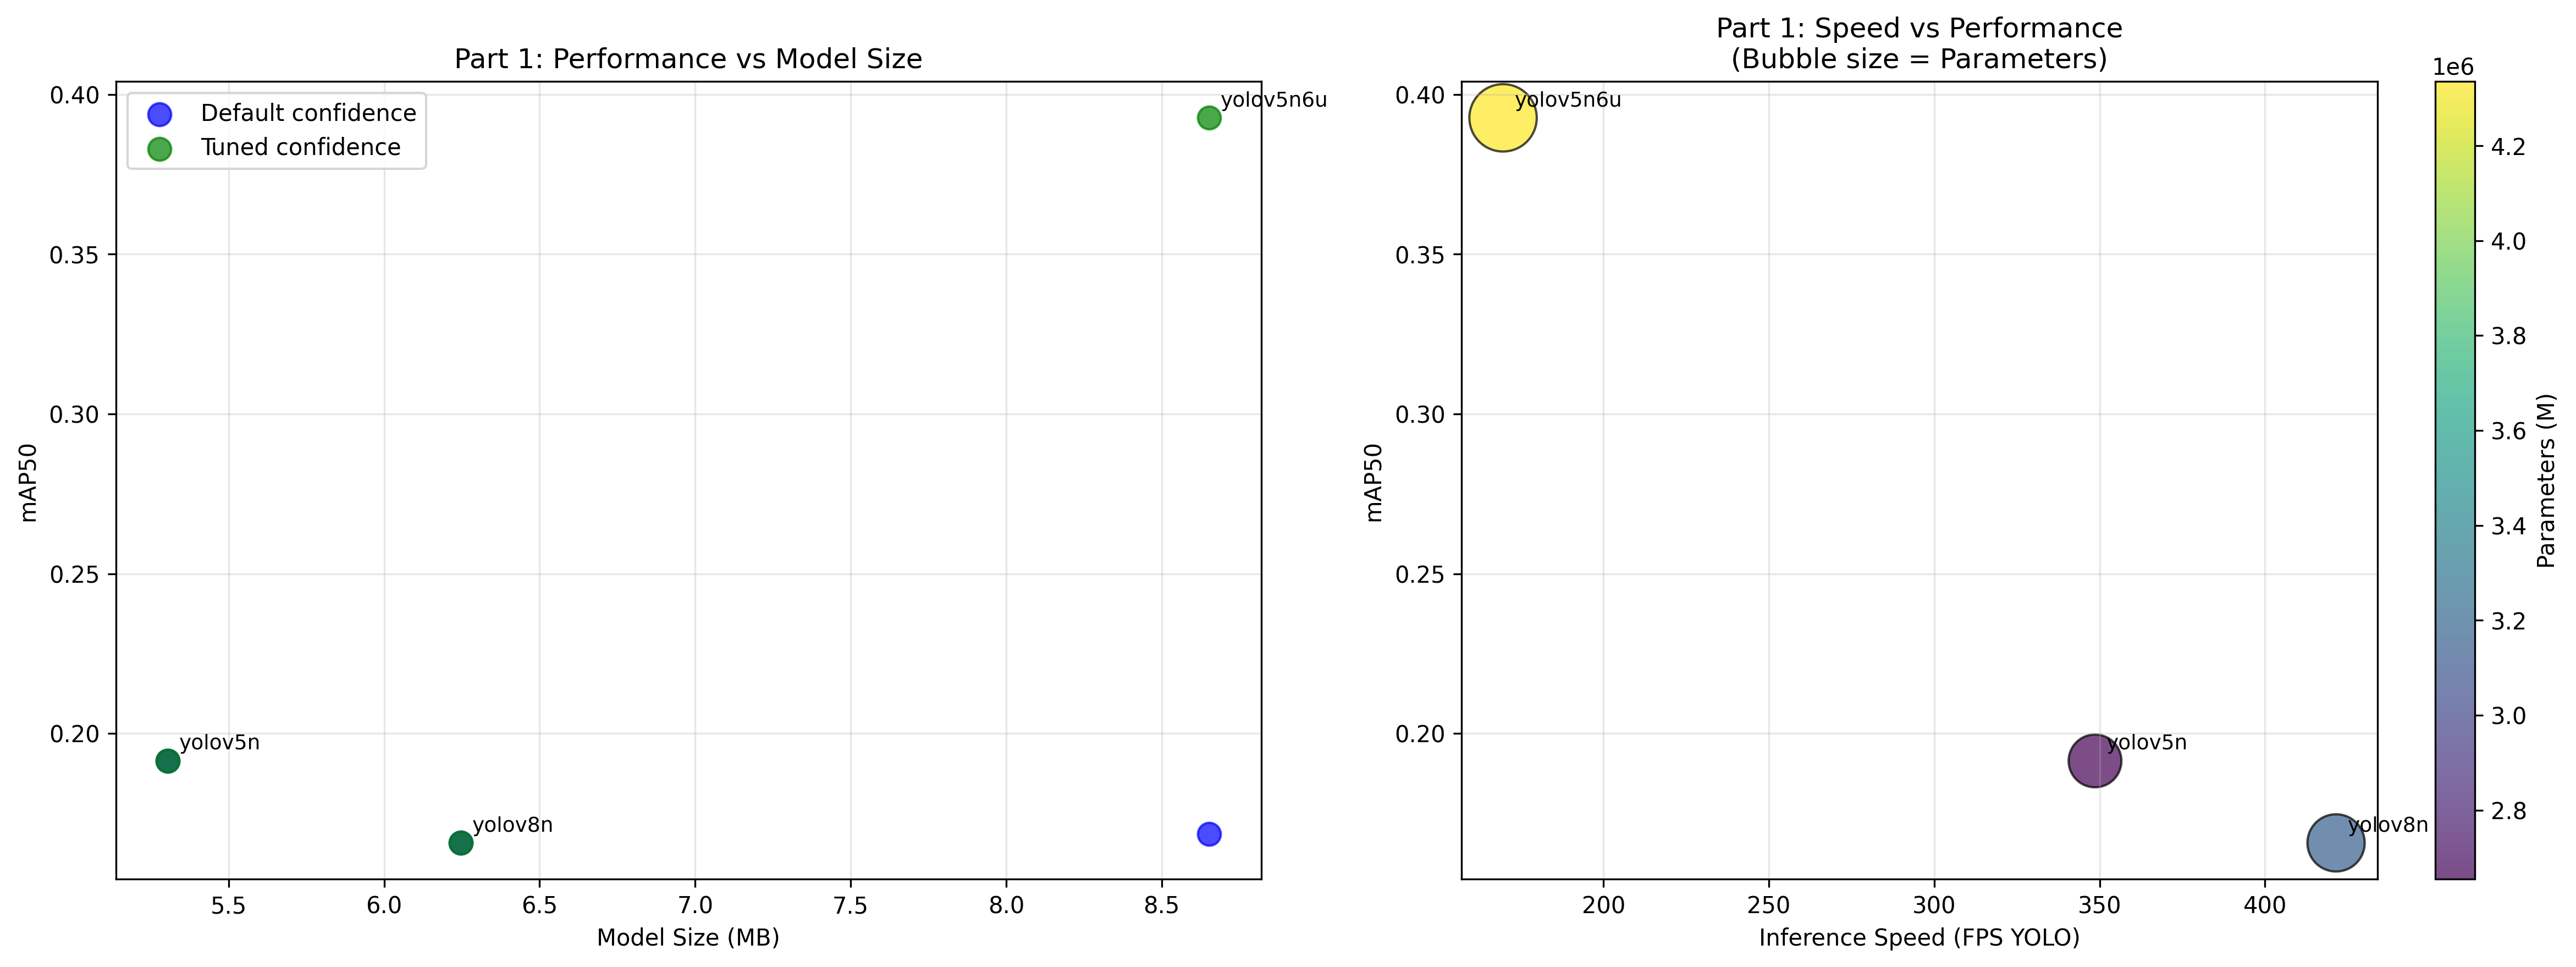 Part 1: Performance vs Model Size
Default confidence
Tuned confidence
yolov5n6u
yolov5n
yolov8n
0.40
0.35
0.30
0.25
0.20
mAP50
5.5
6.0
6.5
7.0
7.5
8.0
8.5
Model Size (MB)
Part 1: Speed vs Performance
(Bubble size = Parameters)
yolov5n6u
yolov5n
yolov8n
0.40
0.35
0.30
0.25
0.20
mAP50
200
250
300
350
400
Inference Speed (FPS YOLO)
1e6
4.2
4.0
3.8
3.6
3.4
3.2
3.0
2.8
Parameters (M)